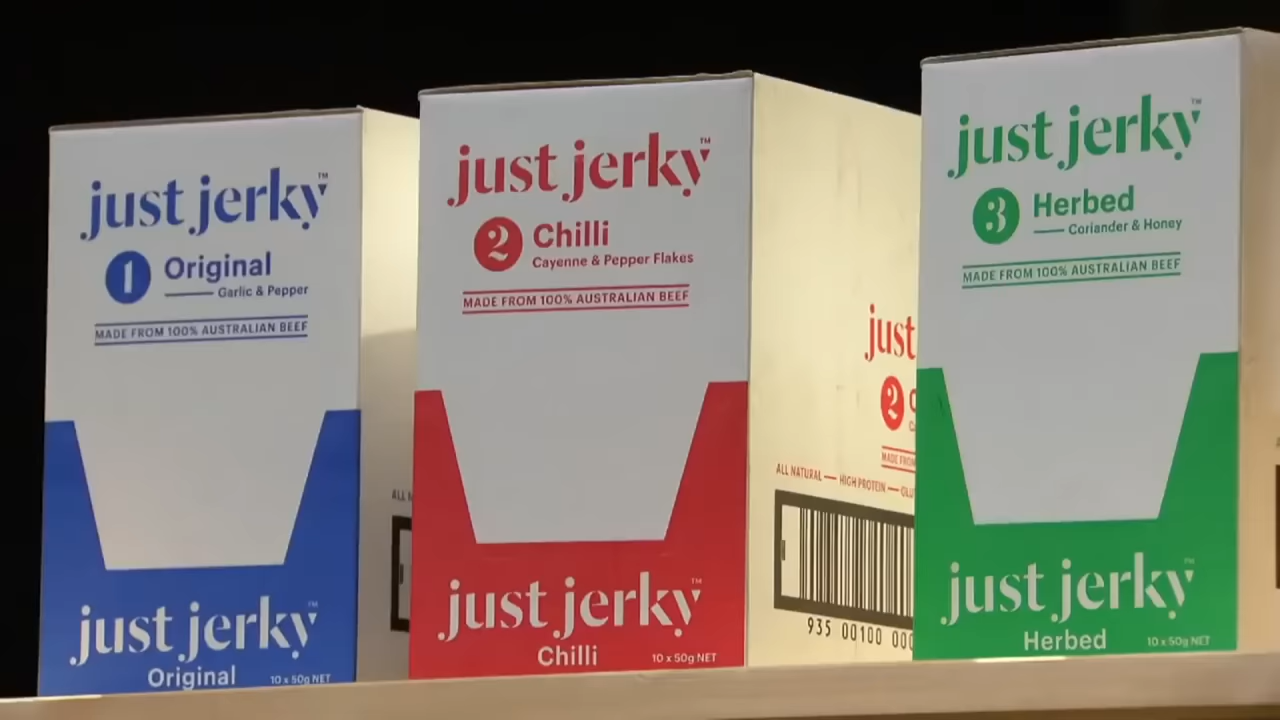 just jerky™
1 Original
Garlic & Pepper
MADE FROM 100% AUSTRALIAN BEEF
just jerky™
Original
10 x 50g NET
ALL
just jerky™
2 Chilli
Cayenne & Pepper Flakes
MADE FROM 100% AUSTRALIAN BEEF
just jerky™
Chilli
10 x 50g NET
just
2
MADE FROM
ALL NATURAL — HIGH PROTEIN —
935 00100
just jerky™
3 Herbed
Coriander & Honey
MADE FROM 100% AUSTRALIAN BEEF
just jerky™
Herbed
10 x 50g NET